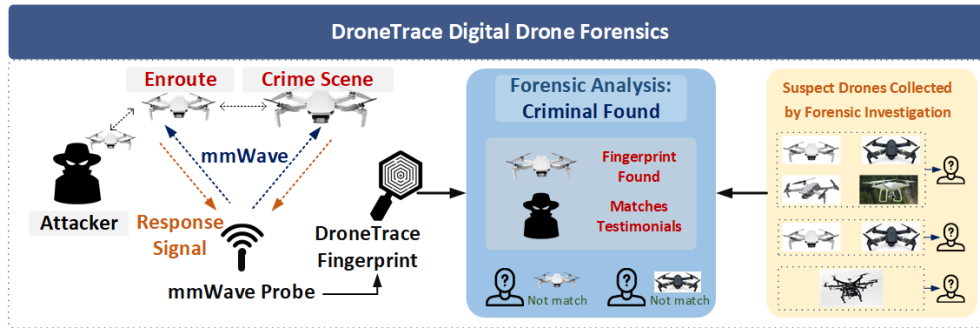 DroneTrace Digital Drone Forensics
Enroute
Crime Scene
mmWave
Attacker
Response
Signal
DroneTrace
Fingerprint
mmWave Probe
Forensic Analysis:
Criminal Found
Fingerprint
Found
Matches
Testimonials
?
Not match
?
Not match
Suspect Drones Collected
by Forensic Investigation
?
?
?